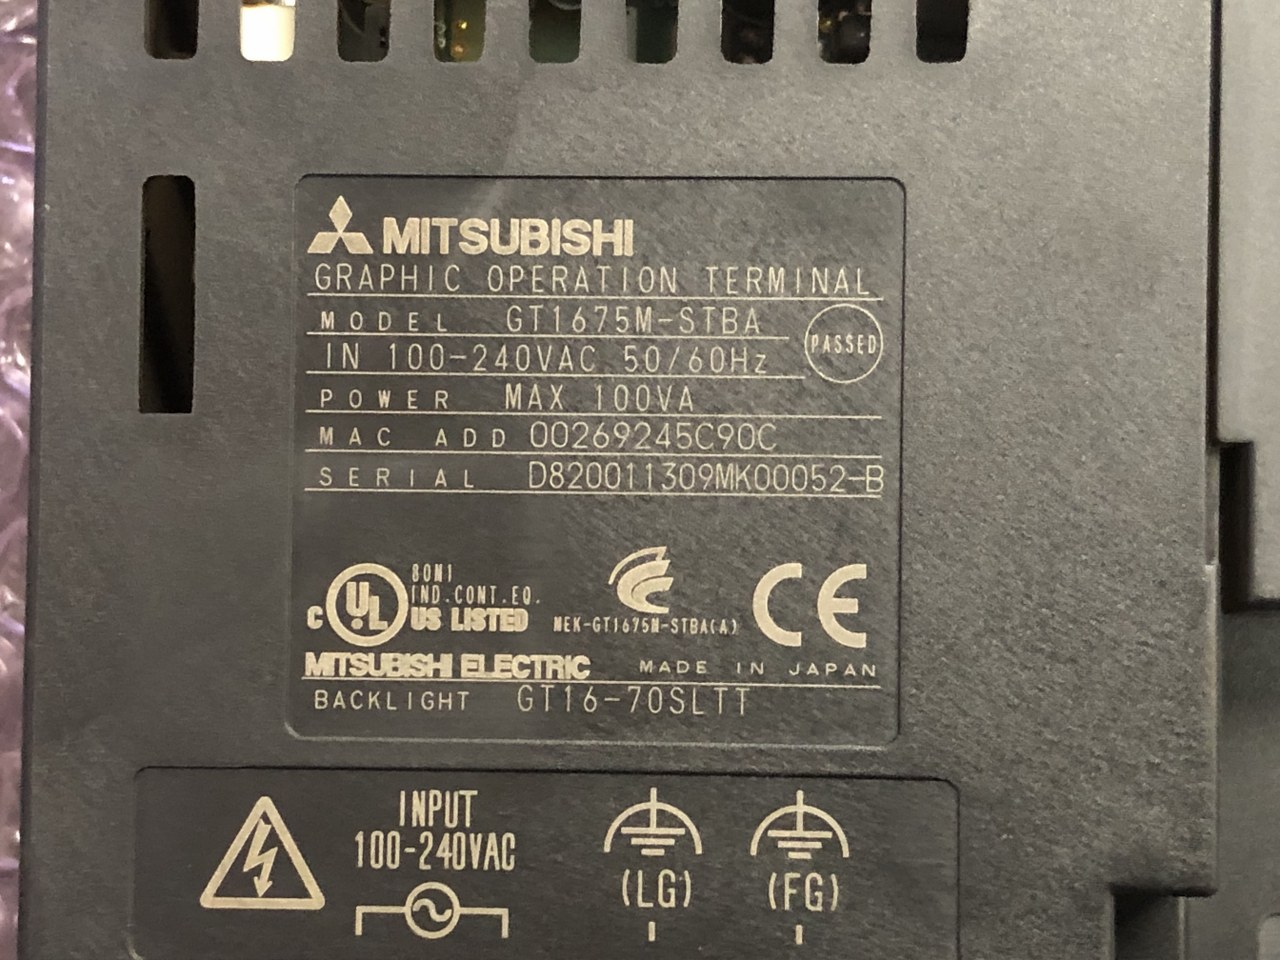 MITSUBISHI
GRAPHIC OPERATION TERMINAL
MODEL GT1675M-STBA
PASSED
IN 100-240VAC 50/60Hz
POWER MAX 100VA
MAC ADD 00269245C90C
SERIAL D820011309MK00052-B
C UL US LISTED
80M1
IND.CONT.EQ.
MEK-GT1675M-STBA(A)
CE
MITSUBISHI ELECTRIC MADE IN JAPAN
BACKLIGHT GT16-70SLTT
INPUT
100-240VAC
(LG) (FG)